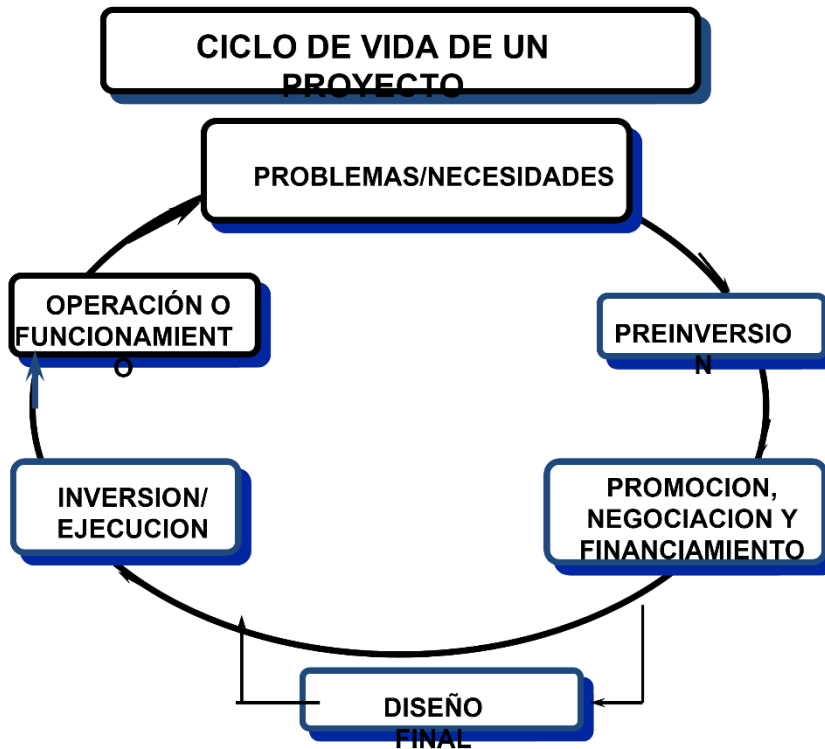 CICLO DE VIDA DE UN
PROYECTO
PROBLEMAS/NECESIDADES
OPERACIÓN O
FUNCIONAMIENT
O
PREINVERSIO
N
INVERSION/
EJECUCION
PROMOCION,
NEGOCIACION Y
FINANCIAMIENTO
DISEÑO
FINAL